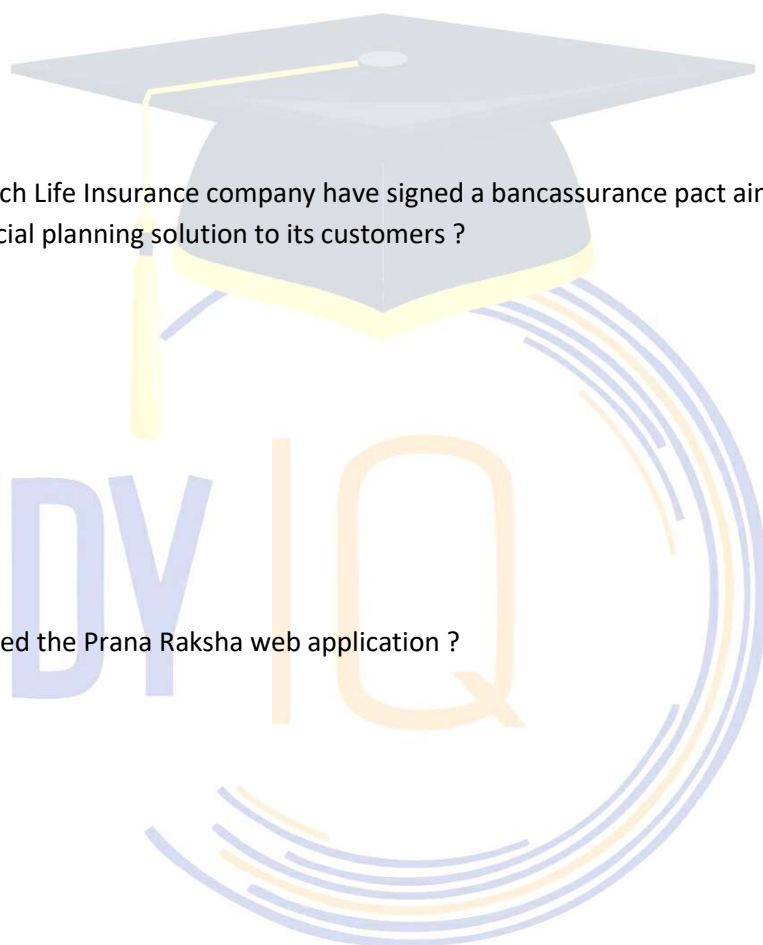 ch Life Insurance company have signed a bancassurance pact
cial planning solution to its customers ?
ed the Prana Raksha web application ?
DY IQ